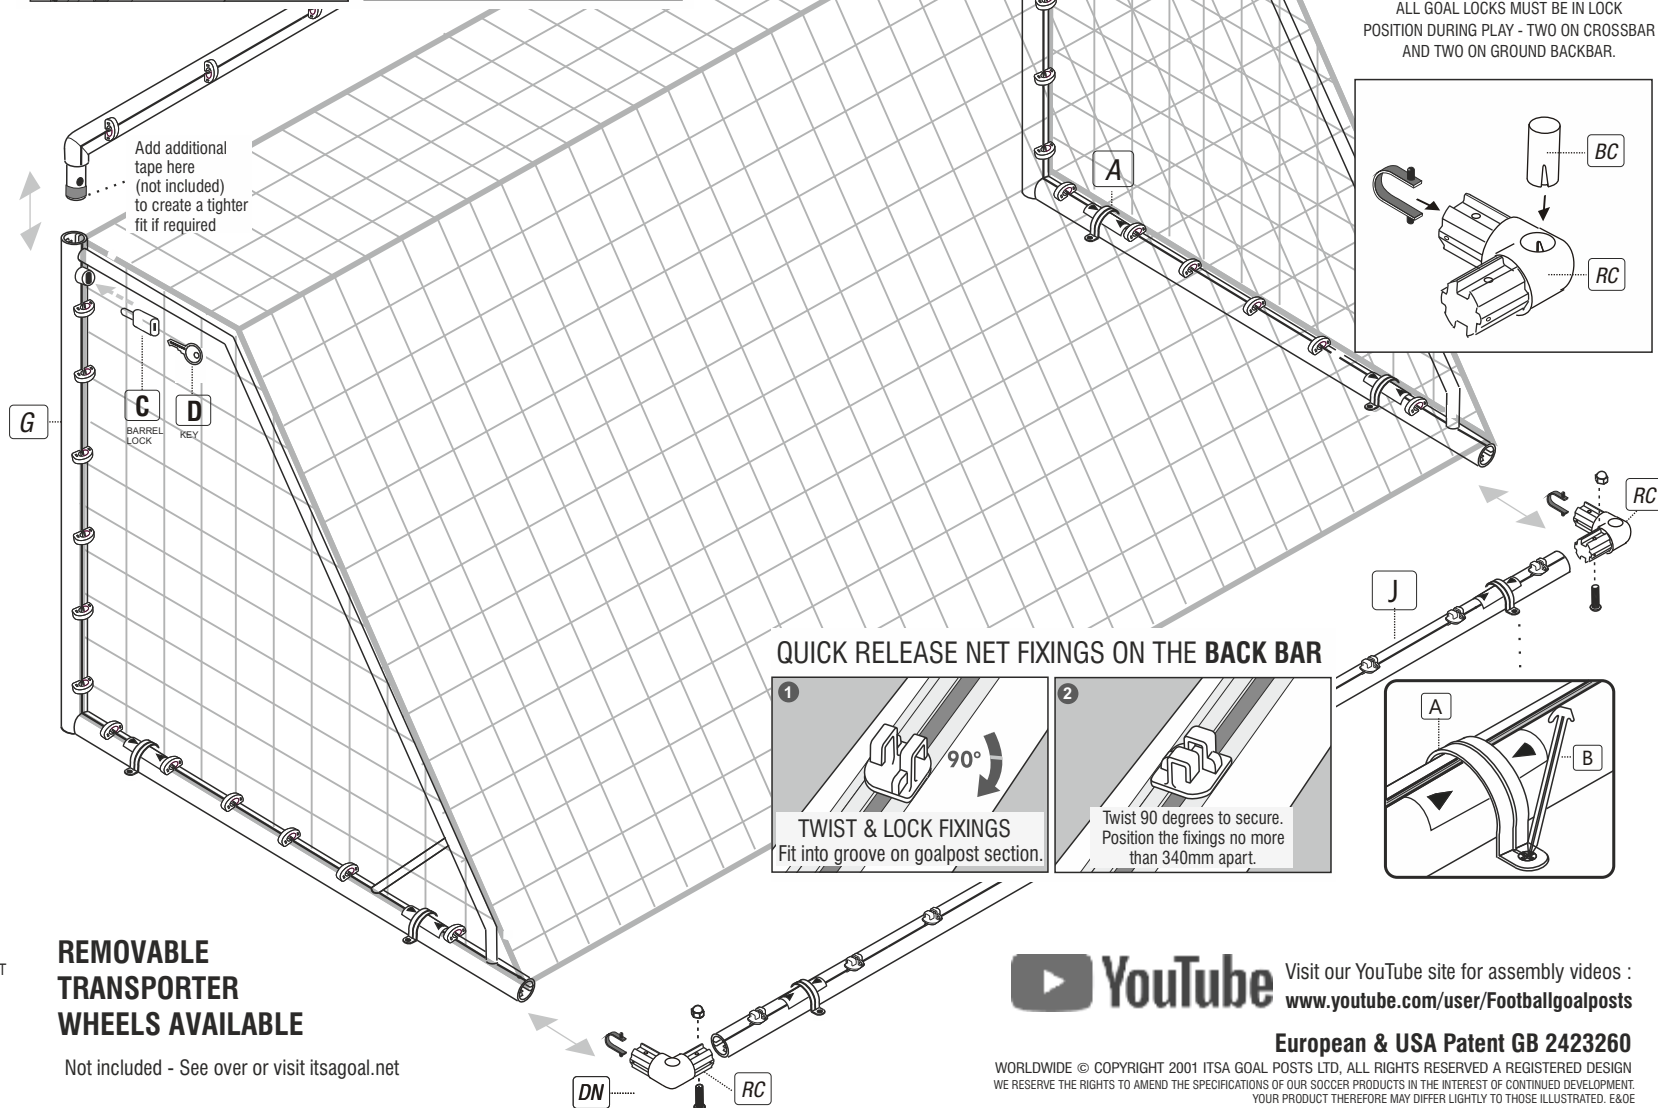 ALL GOAL LOCKS MUST BE IN LOCK
POSITION DURING PLAY - TWO ON CROSSBAR
AND TWO ON GROUND BACKBAR.
BC
RC
Add additional
tape here
(not included)
to create a tighter
fit if required
A
G
C
BARREL
LOCK
D
KEY
RC
J
QUICK RELEASE NET FIXINGS ON THE BACK BAR
1
90°
TWIST & LOCK FIXINGS
Fit into groove on goalpost section.
2
Twist 90 degrees to secure.
Position the fixings no more
than 340mm apart.
A
B
REMOVABLE
TRANSPORTER
WHEELS AVAILABLE
Not included - See over or visit itsagoal.net
T
DN
RC
YouTube
Visit our YouTube site for assembly videos :
www.youtube.com/user/Footballgoalposts
European & USA Patent GB 2423260
WORLDWIDE © COPYRIGHT 2001 ITSA GOAL POSTS LTD, ALL RIGHTS RESERVED A REGISTERED DESIGN
WE RESERVE THE RIGHTS TO AMEND THE SPECIFICATIONS OF OUR SOCCER PRODUCTS IN THE INTEREST OF CONTINUED DEVELOPMENT.
YOUR PRODUCT THEREFORE MAY DIFFER LIGHTLY TO THOSE ILLUSTRATED. E&OE